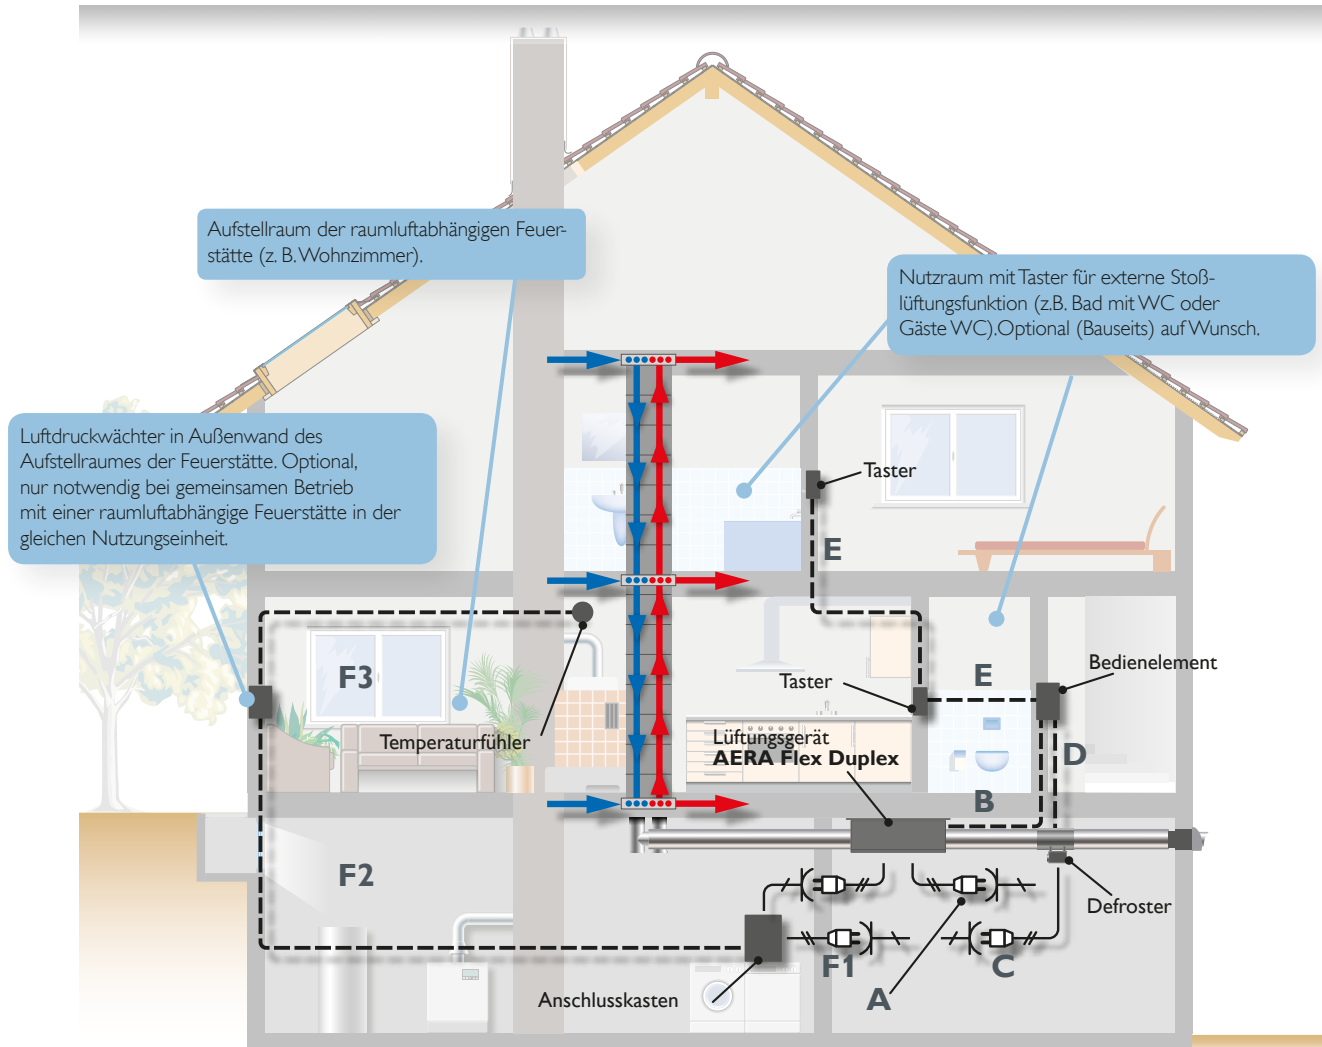 Aufstellraum der raumluftabhängigen Feuer-
stätte (z. B. Wohnzimmer).
Nutzraum mit Taster für externe Stoß-
lüftungsfunktion (z.B. Bad mit WC oder
Gäste WC).Optional (Bauseits) auf Wunsch.
Luftdruckwächter in Außenwand des
Aufstellraumes der Feuerstätte. Optional,
nur notwendig bei gemeinsamen Betrieb
mit einer raumluftabhängige Feuerstätte in der
gleichen Nutzungseinheit.
Taster
E
F3
E
Bedienelement
Taster
Temperaturfühler
Lüftungsgerät
AERA Flex Duplex
D
B
F2
Defroster
F1
C
A
Anschlusskasten